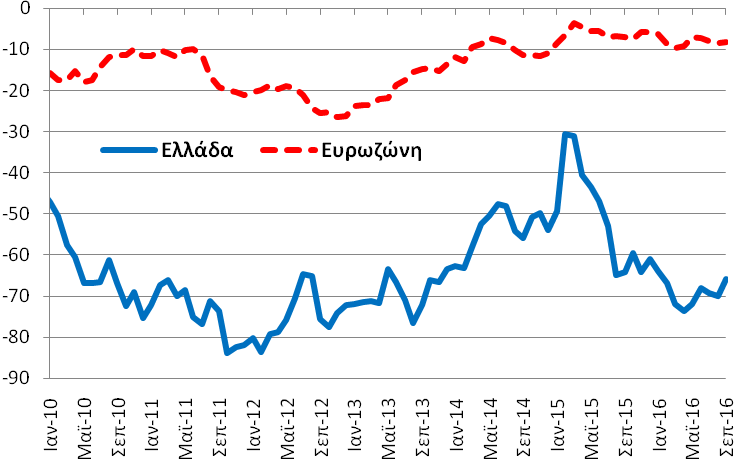 0
-10
-20
-30
-40
-50
-60
-70
-80
-90
Ελλάδα
Ευρωζώνη
Ιαν-10
Μαϊ-10
Σεπ-10
Ιαν-11
Μαϊ-11
Σεπ-11
Ιαν-12
Μαϊ-12
Σεπ-12
Ιαν-13
Μαϊ-13
Σεπ-13
Ιαν-14
Μαϊ-14
Σεπ-14
Ιαν-15
Μαϊ-15
Σεπ-15
Ιαν-16
Μαϊ-16
Σεπ-16